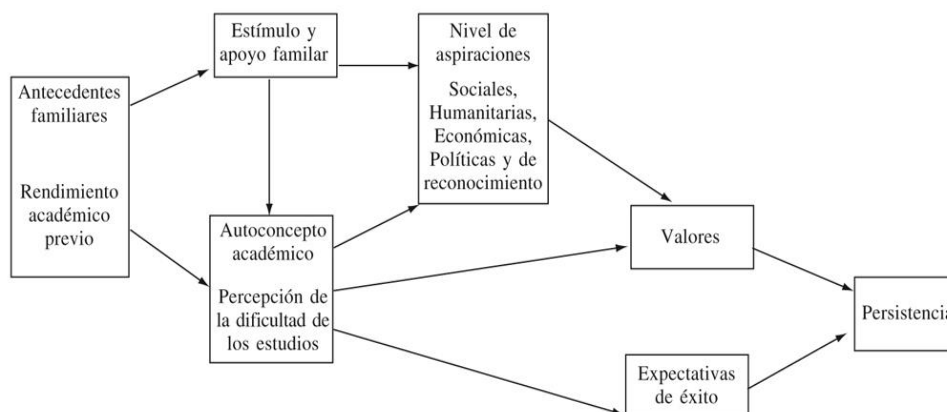 Antecedentes
familiares
Rendimiento
académico
previo
Estímulo y
apoyo familar
Autoconcepto
académico
Percepción de
la dificultad de
los estudios
Nivel de
aspiraciones
Sociales,
Humanitarias,
Económicas,
Políticas y de
reconocimiento
Valores
Expectativas
de éxito
Persistencia